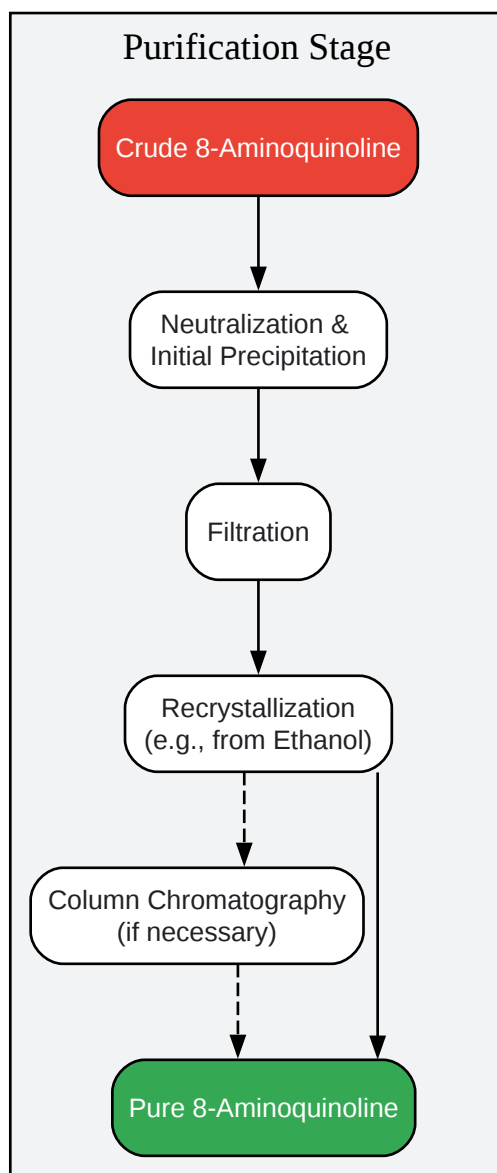 Purification Stage
Crude 8-Aminoquinoline
Neutralization &
Initial Precipitation
Filtration
Recrystallization
(e.g., from Ethanol)
Column Chromatography
(if necessary)
Pure 8-Aminoquinoline